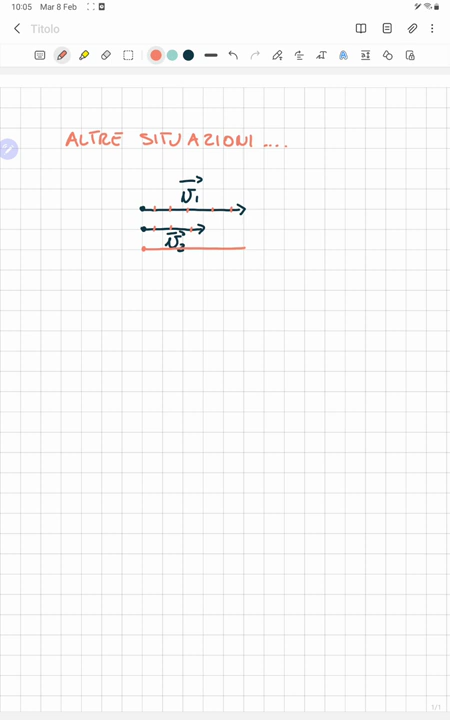 10:05 Mar 8 Feb
Titolo
ALTRE SITUAZIONI....
v₁
v₂
1/1